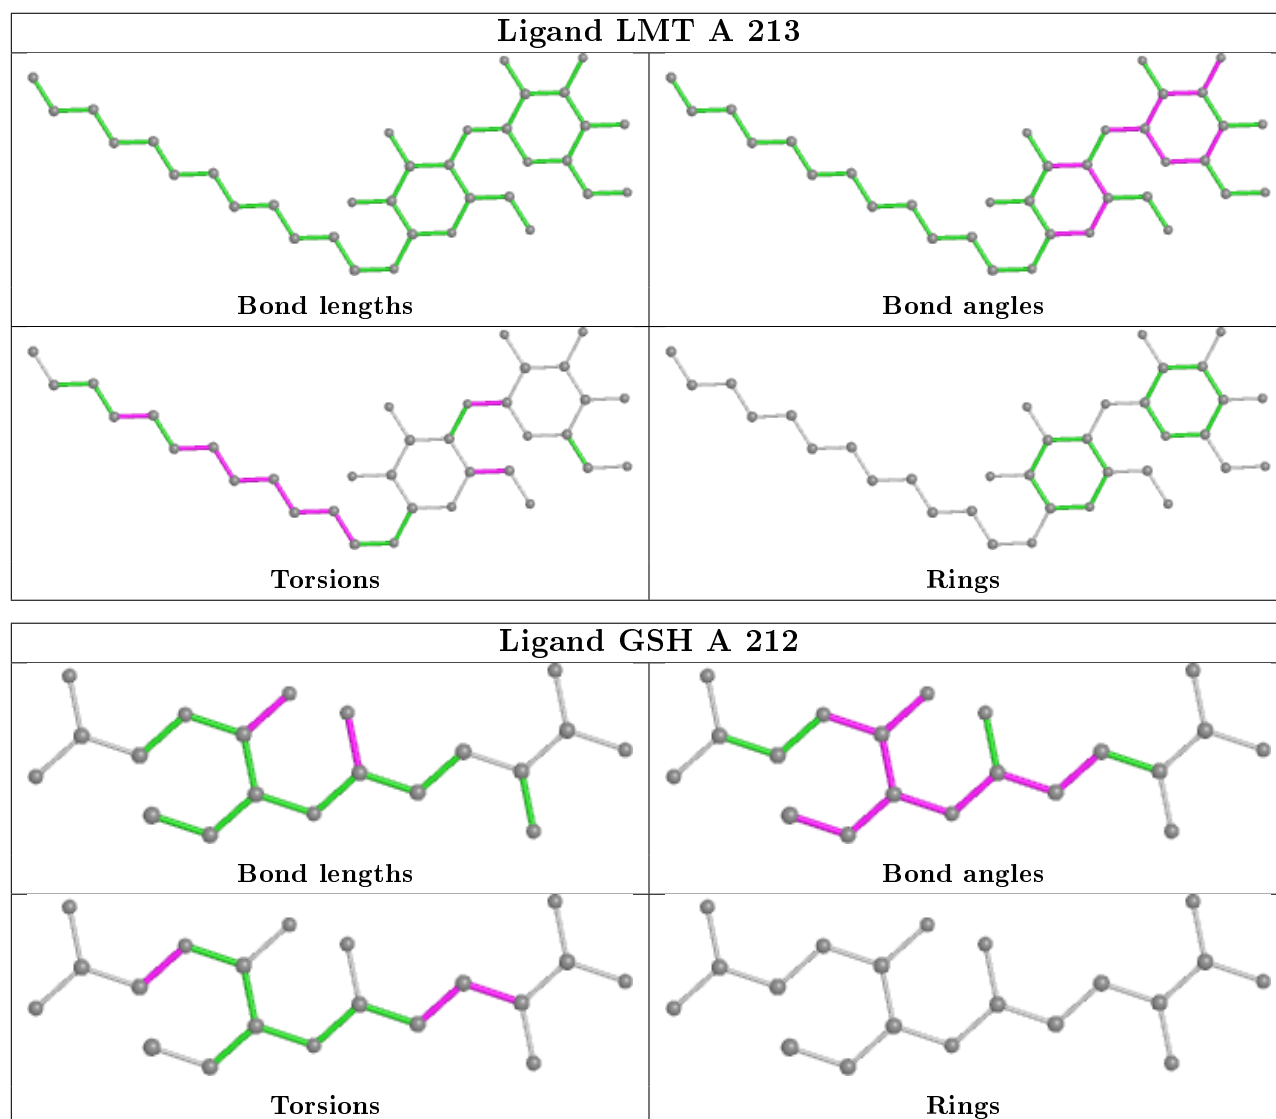 Ligand LMT A 213
Bond lengths
Bond angles
Torsions
Rings
Ligand GSH A 212
Bond lengths
Bond angles
Torsions
Rings